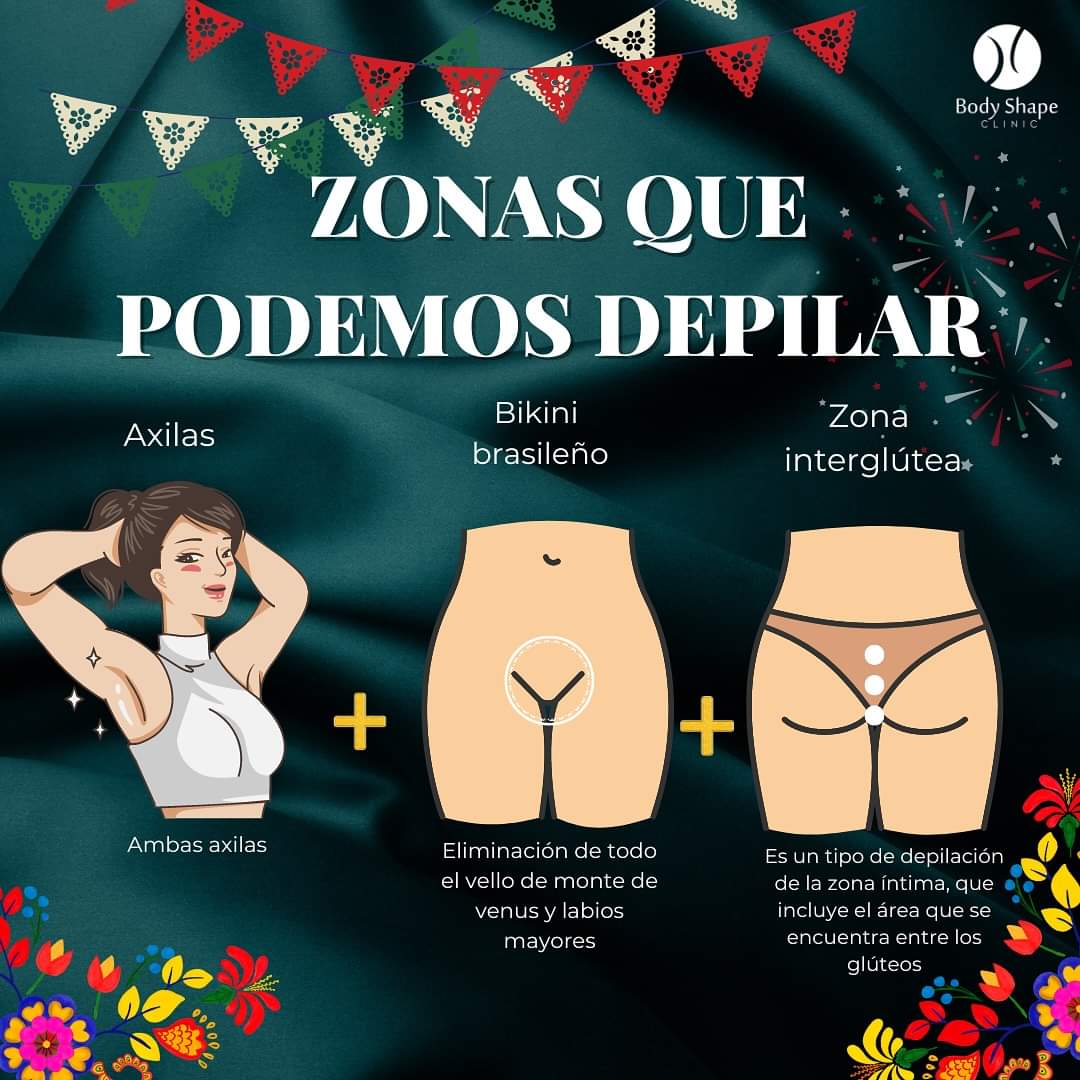 Body Shape
CLINIC
ZONAS QUE
PODEMOS DEPILAR
Axilas
Bikini
brasileño
Zona
interglútea
Ambas axilas
Eliminación de todo
el vello de monte de
venus y labios
mayores
Es un tipo de depilación
de la zona íntima, que
incluye el área que se
encuentra entre los
glúteos